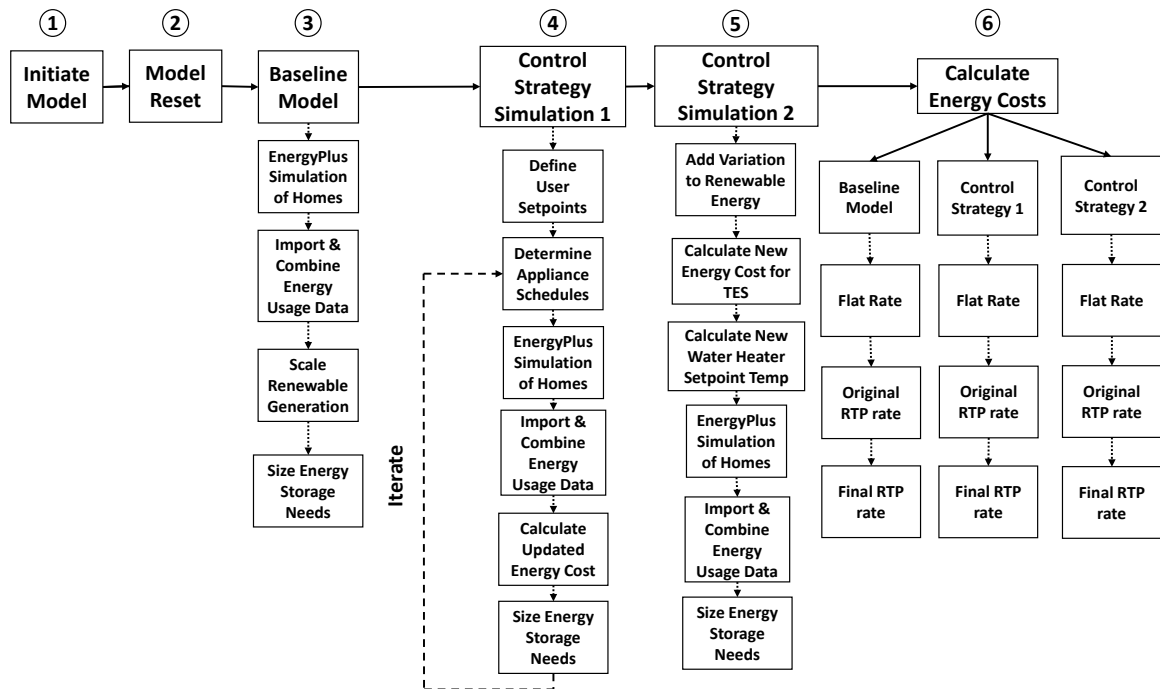 1
2
3
4
5
6
Initiate
Model
Model
Reset
Baseline
Model
Control
Strategy
Simulation 1
Control
Strategy
Simulation 2
Calculate
Energy Costs
EnergyPlus
Simulation
of Homes
Import &
Combine
Energy
Usage Data
Scale
Renewable
Generation
Size Energy
Storage
Needs
Iterate
Define
User
Setpoints
Determine
Appliance
Schedules
EnergyPlus
Simulation
of Homes
Import &
Combine
Energy
Usage Data
Calculate
Updated
Energy Cost
Size Energy
Storage
Needs
Add Variation
to Renewable
Energy
Calculate New
Energy Cost for
TES
Calculate New
Water Heater
Setpoint Temp
EnergyPlus
Simulation
of Homes
Import &
Combine
Energy
Usage Data
Size Energy
Storage
Needs
Baseline
Model
Flat Rate
Original
RTP rate
Final RTP
rate
Control
Strategy 1
Flat Rate
Original
RTP rate
Final RTP
rate
Control
Strategy 2
Flat Rate
Original
RTP rate
Final RTP
rate